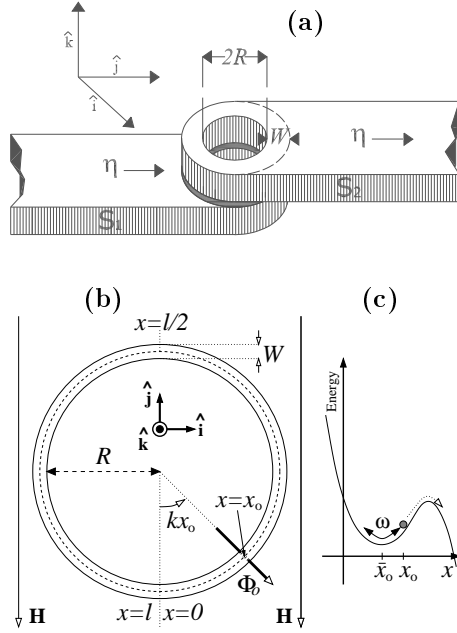 (a)
k̂
ĵ
î
2R
W
η
η
S₁
S₂
(b)
(c)
x=l/2
W
ĵ
k̂
î
R
kxₒ
x=xₒ
Φₒ
H
x=l
x=0
H
Energy
ω
x̄ₒ
xₒ
x